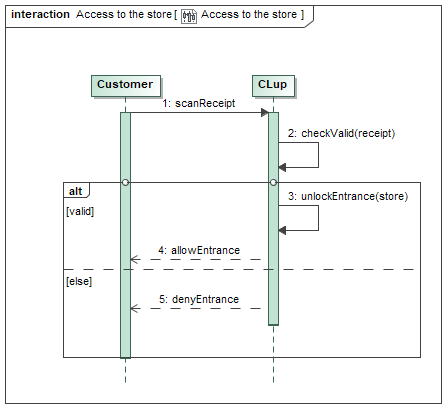 interaction Access to the store [ Access to the store ]
Customer
CLup
1: scanReceipt
2: checkValid(receipt)
alt
3: unlockEntrance(store)
[valid]
4: allowEntrance
[else]
5: denyEntrance